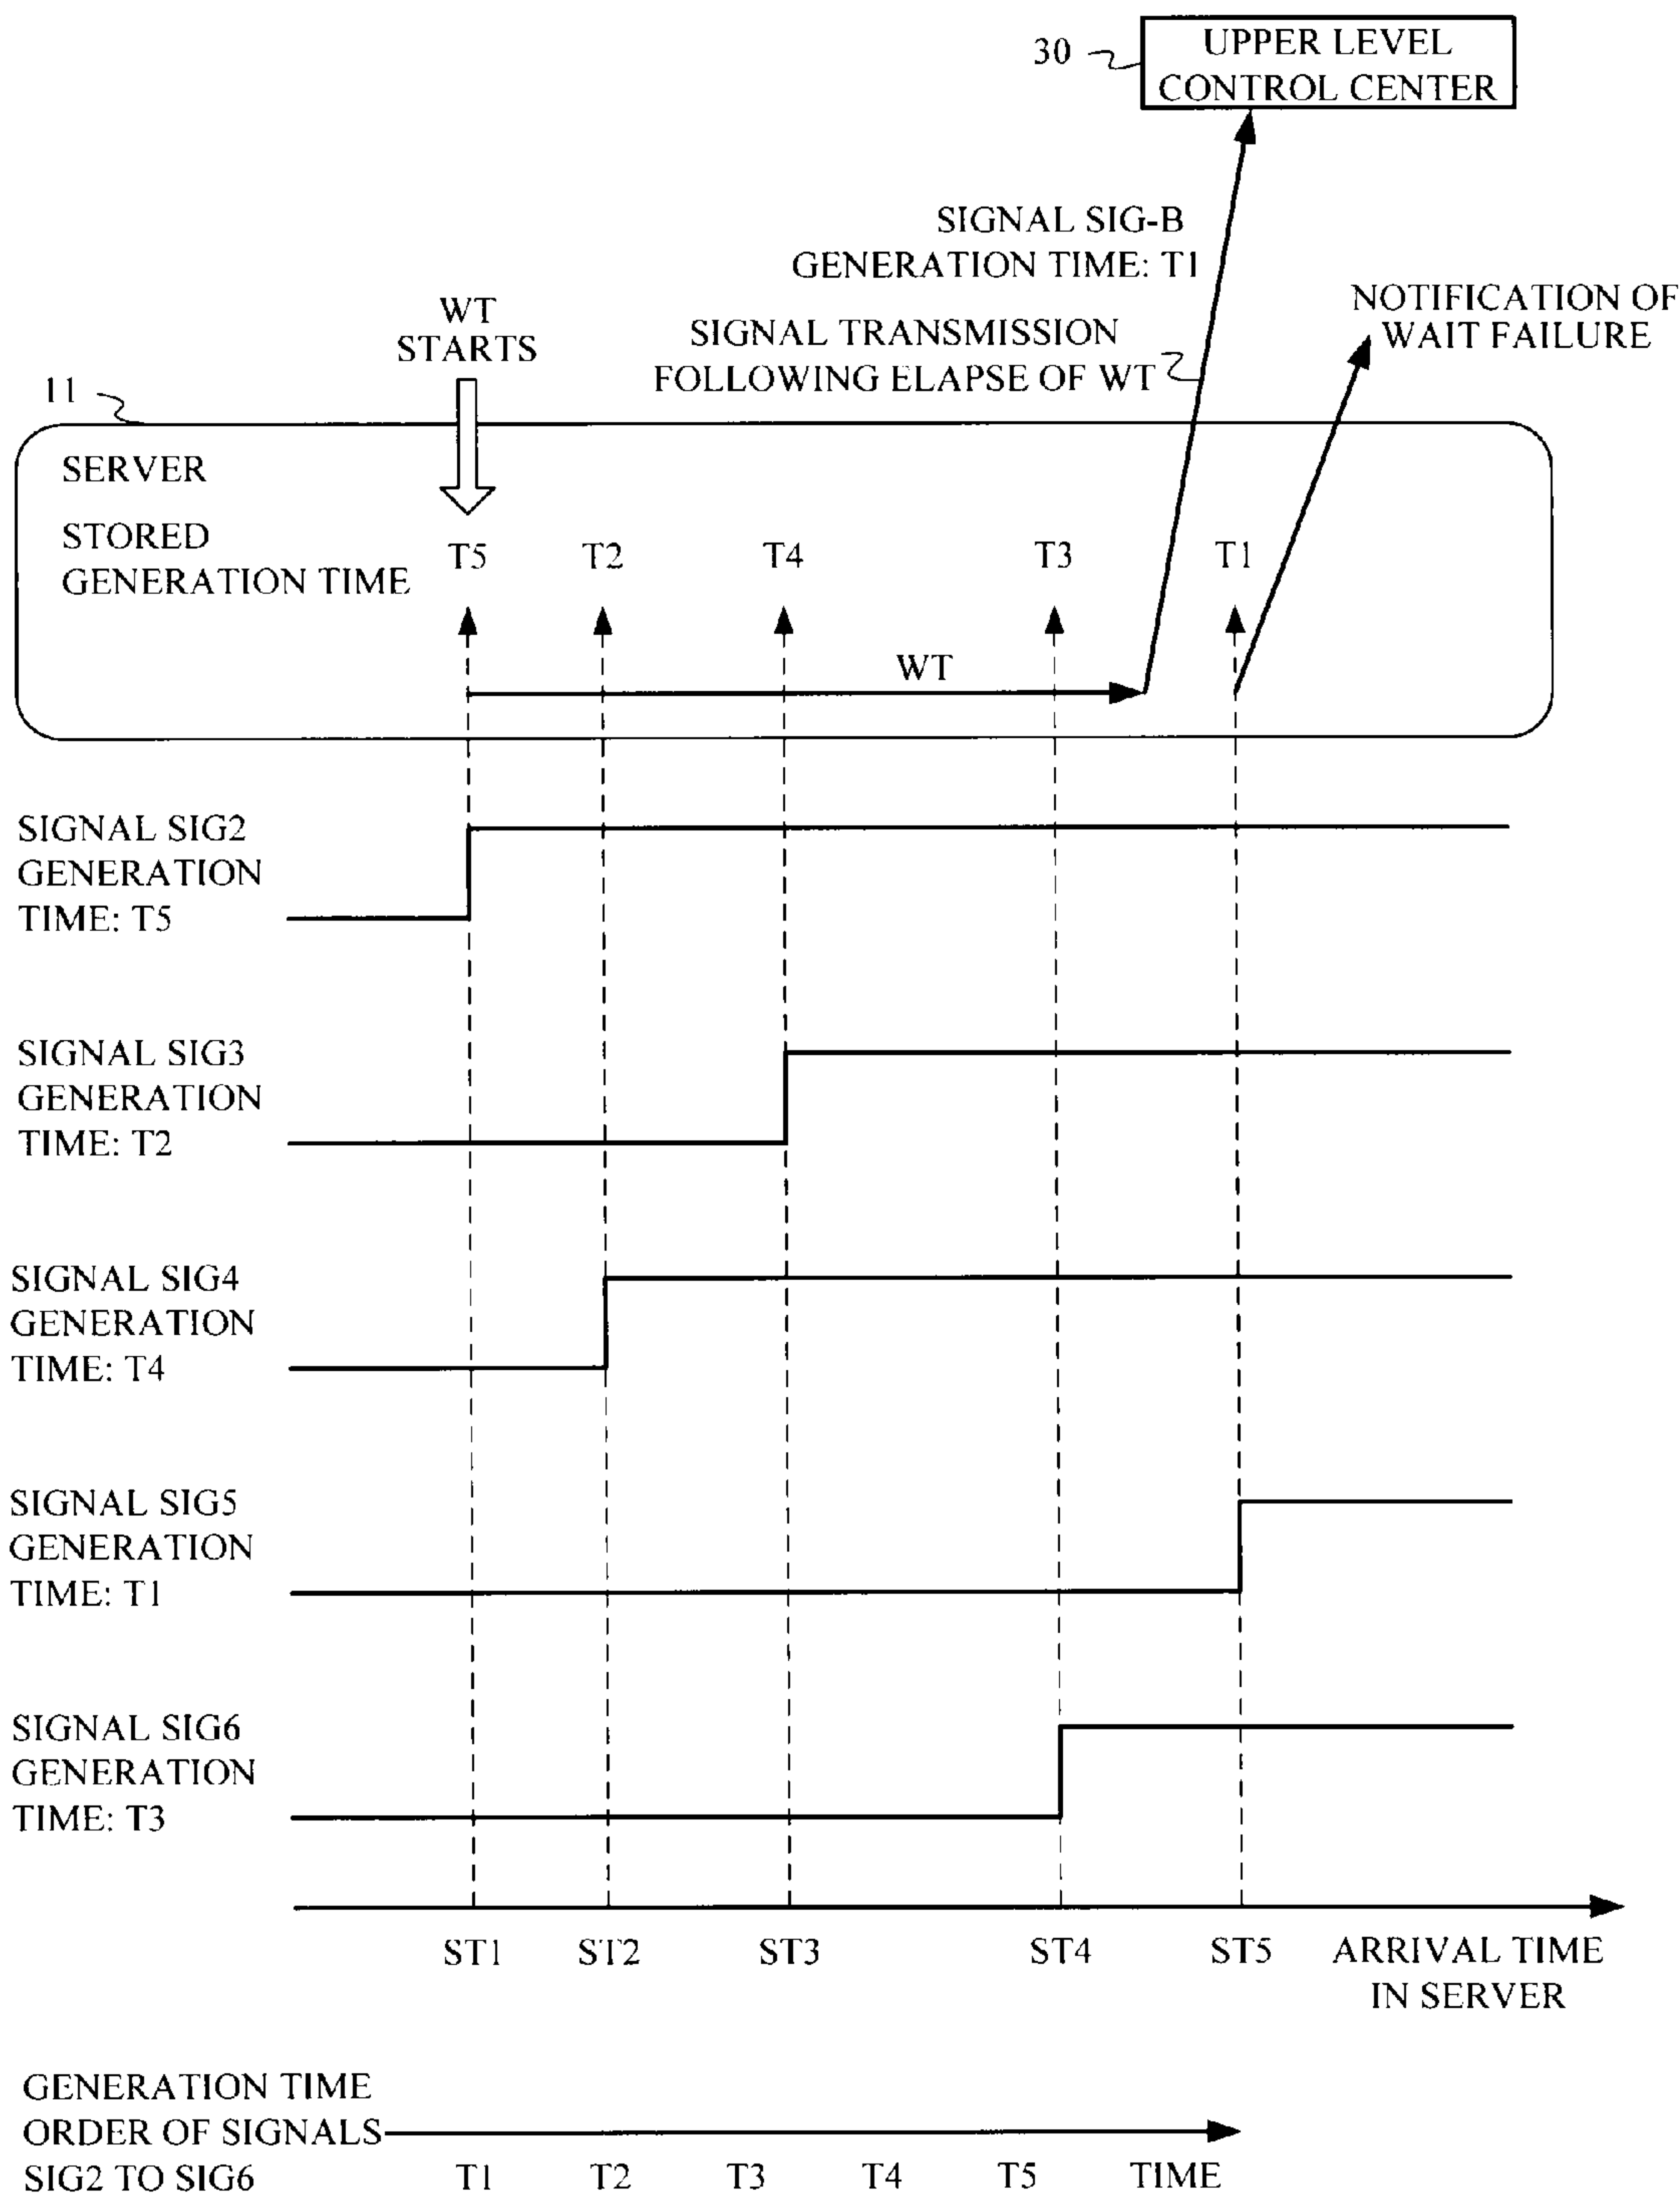 30
UPPER LEVEL
CONTROL CENTER
SIGNAL SIG-B
GENERATION TIME: T1
NOTIFICATION OF
WAIT FAILURE
WT
STARTS
SIGNAL TRANSMISSION
FOLLOWING ELAPSE OF WT
11
SERVER
STORED
GENERATION TIME
T5 T2 T4 T3 T1
WT
SIGNAL SIG2
GENERATION
TIME: T5
SIGNAL SIG3
GENERATION
TIME: T2
SIGNAL SIG4
GENERATION
TIME: T4
SIGNAL SIG5
GENERATION
TIME: T1
SIGNAL SIG6
GENERATION
TIME: T3
ST1 ST2 ST3 ST4 ST5
ARRIVAL TIME
IN SERVER
GENERATION TIME
ORDER OF SIGNALS
SIG2 TO SIG6
T1 T2 T3 T4 T5 TIME